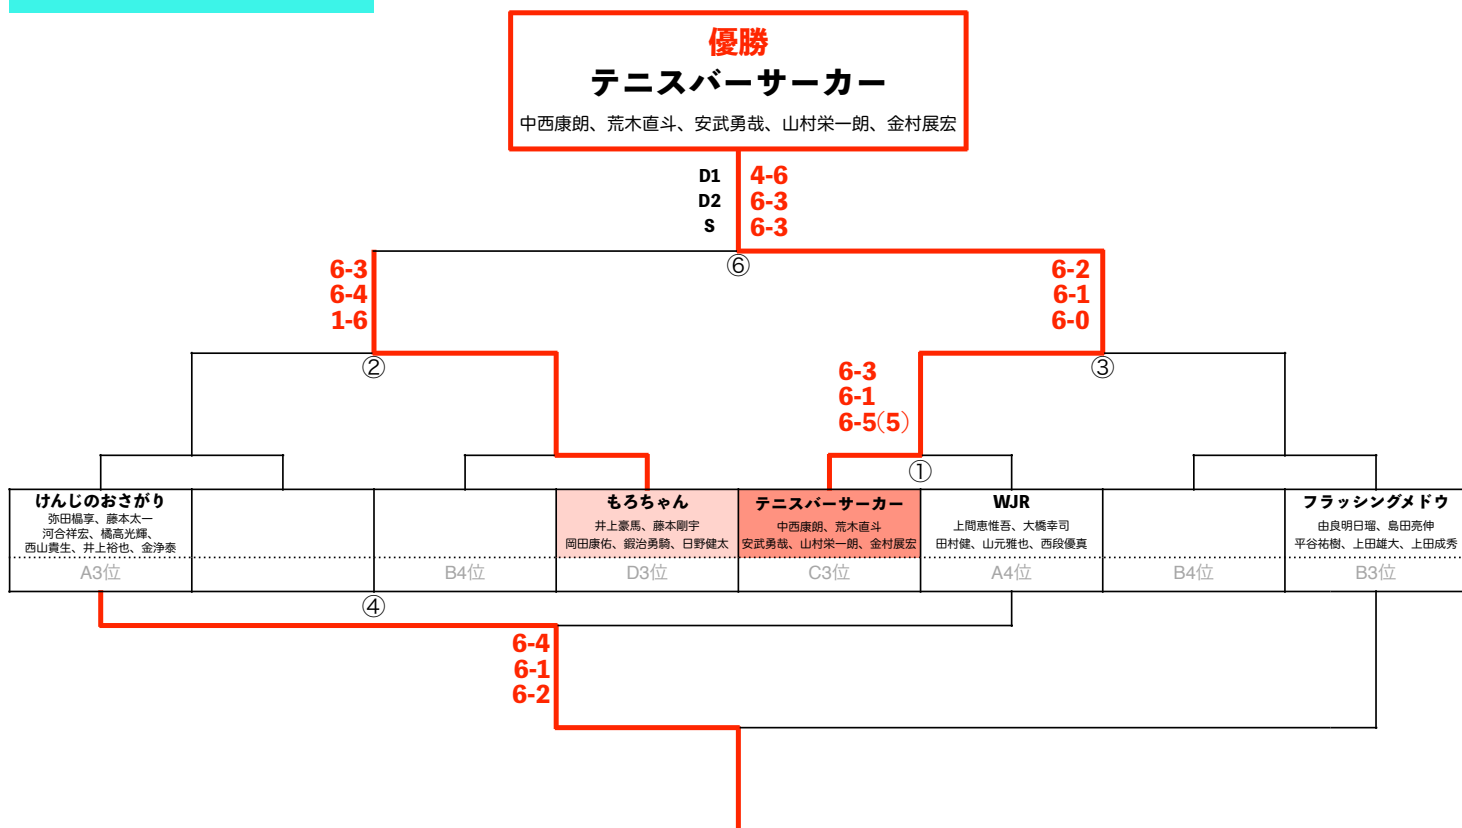 優勝
テニスバーサーカー
中西康朗、荒木直斗、安武勇哉、山村栄一朗、金村展宏
D1 4-6
D2 6-3
S 6-3
⑥
6-3
6-4
1-6
6-2
6-1
6-0
②
③
6-3
6-1
6-5(5)
①
けんじのおさがり
弥田榲享、藤本太一
河合祥宏、橘高光輝、
西山貴生、井上裕也、金浄泰
A3位
B4位
もろちゃん
井上豪馬、藤本剛宇
岡田康佑、鍜治勇騎、日野健太
D3位
テニスバーサーカー
中西康朗、荒木直斗
安武勇哉、山村栄一朗、金村展宏
C3位
WJR
上間恵惟吾、大橋幸司
田村健、山元雅也、西段優真
A4位
B4位
フラッシングメドウ
由良明日瑠、島田亮伸
平谷祐樹、上田雄大、上田成秀
B3位
④
6-4
6-1
6-2